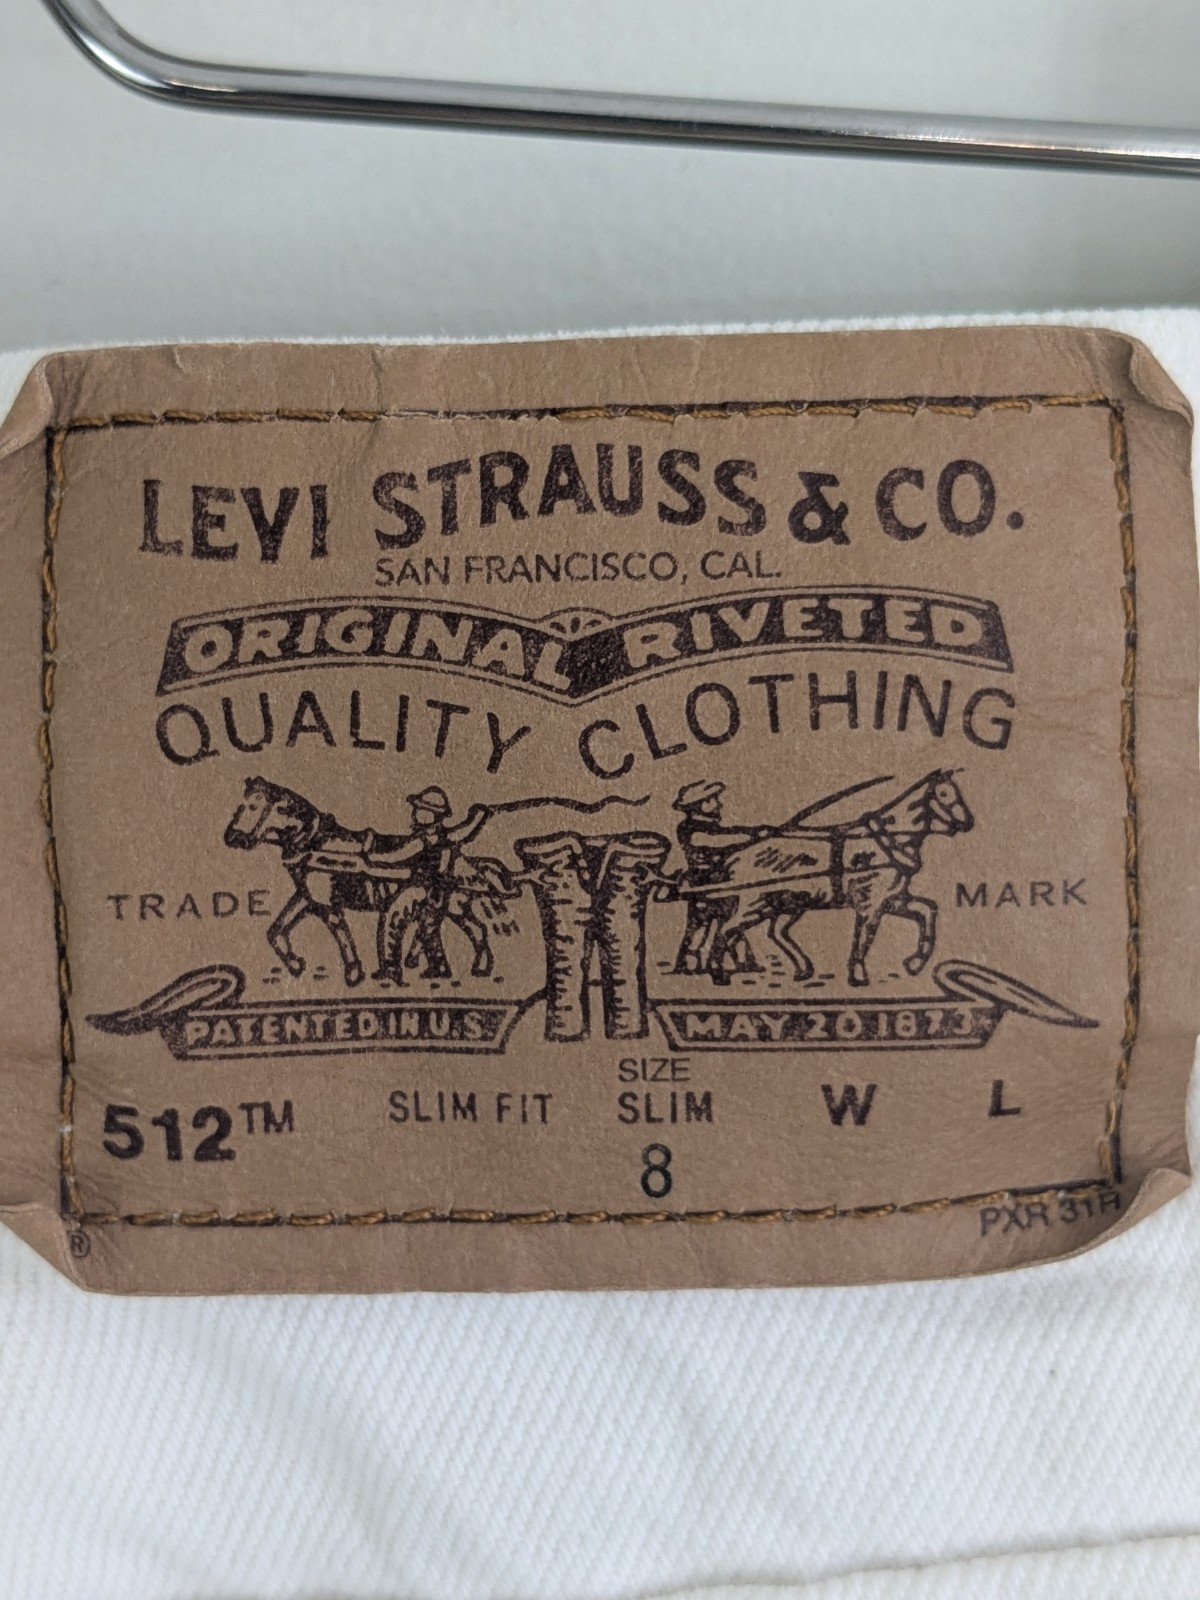 LEVI STRAUSS & CO.
SAN FRANCISCO, CAL.
ORIGINAL RIVETED
QUALITY CLOTHING
TRADE MARK
PATENTED IN U.S. MAY 20 1873
SIZE
512™ SLIM FIT SLIM W L
8
PXR 31R
®